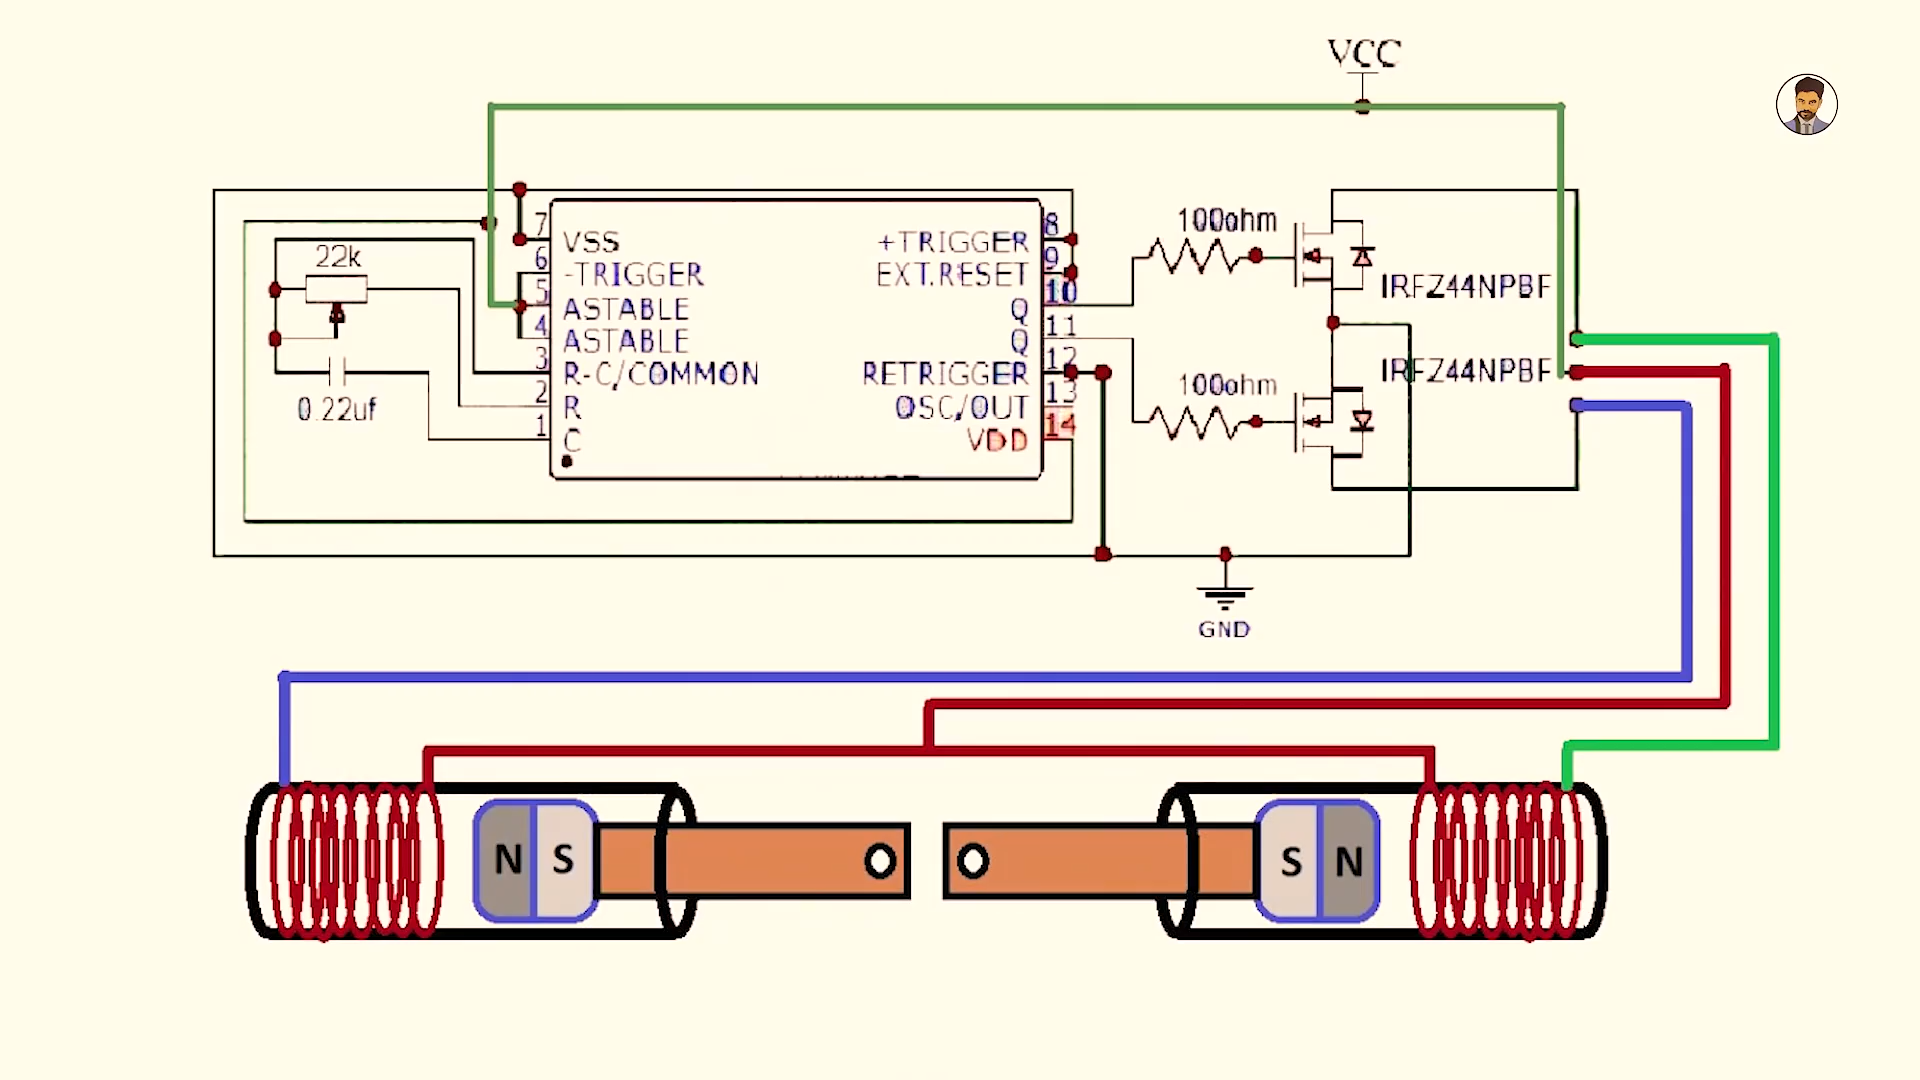 VCC
22k
0.22uf
7
VSS
6
-TRIGGER
5
ASTABLE
4
ASTABLE
3
R-C/COMMON
2
R
1
C
8
+TRIGGER
9
EXT.RESET
10
Q
11
Q
12
RETRIGGER
13
OSC/OUT
14
VDD
100ohm
IRFZ44NPBF
100ohm
IRFZ44NPBF
GND
N S
S N